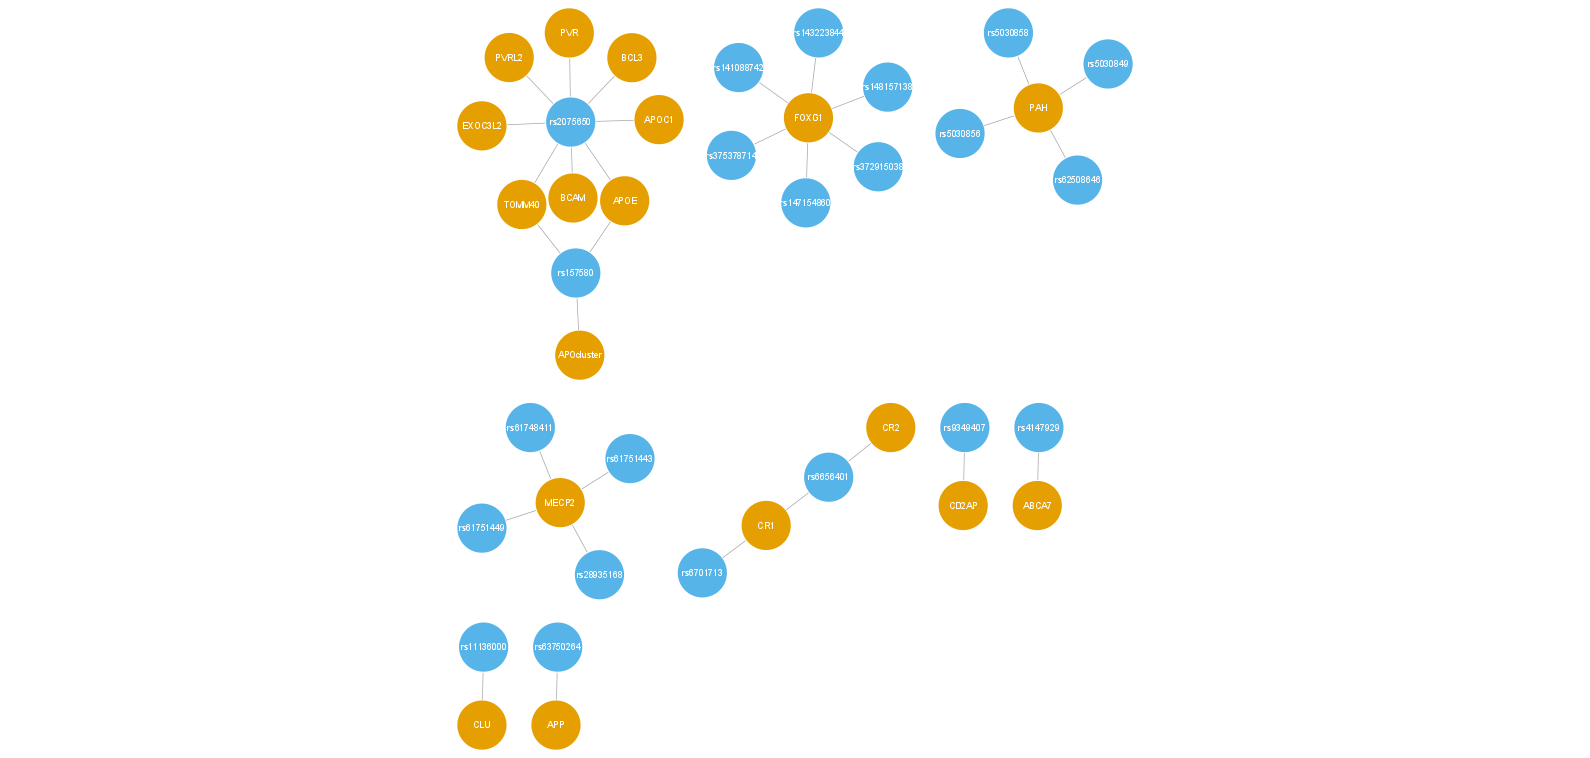 PVR
PVRL2
BCL3
EXOC3L2
rs2075650
APOC1
TOMM40
BCAM
APOE
rs157580
APOcluster
rs143223844
rs141088742
rs148157138
FOXG1
rs375378714
rs372915038
rs147154860
rs5030858
rs5030849
PAH
rs5030856
rs62508646
rs61748411
rs61751443
MECP2
rs61751449
rs28935168
CR2
rs6656401
CR1
rs6701713
rs9349407
CD2AP
rs4147929
ABCA7
rs11136000
CLU
rs63750264
APP